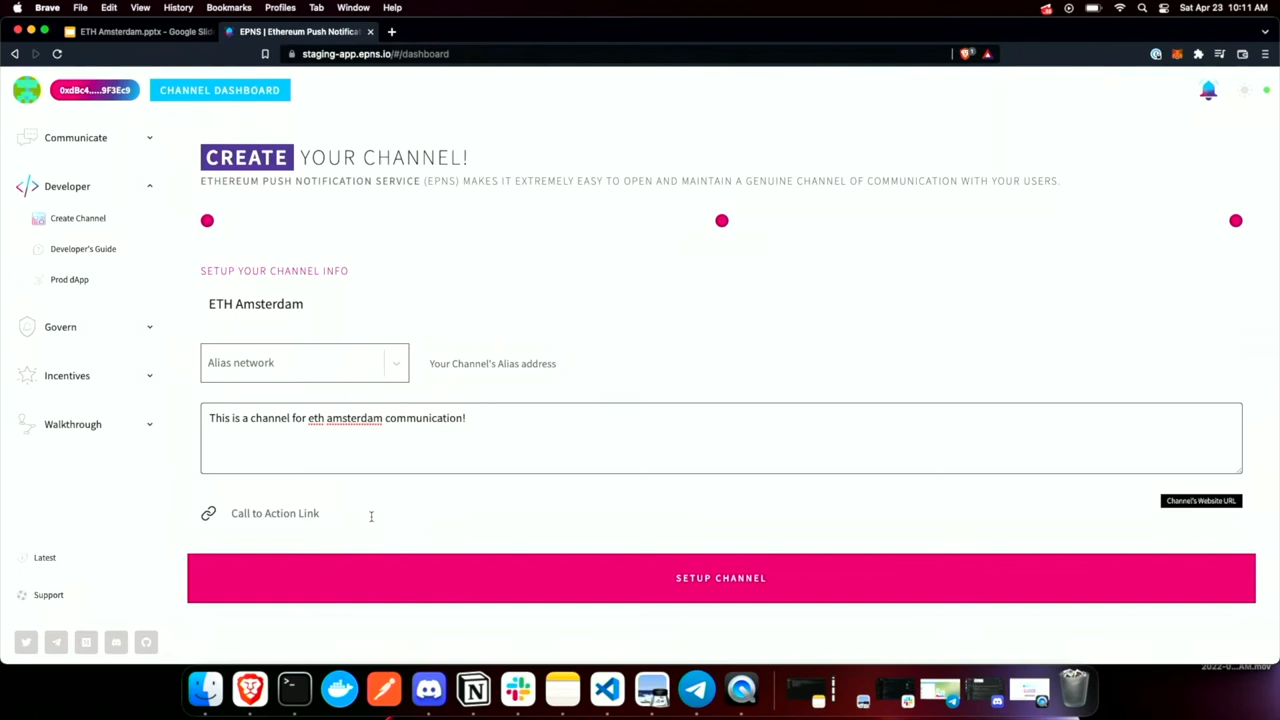 Brave File Edit View History Bookmarks Profiles Tab Window Help Sat Apr 23 10:11 AM
ETH Amsterdam.pptx - Google Slid
EPNS | Ethereum Push Notifica
staging-app.epns.io/#/dashboard
0xdBc4.....9F3Ec9
CHANNEL DASHBOARD
Communicate
Developer
Create Channel
Developer's Guide
Prod dApp
Govern
Incentives
Walkthrough
Latest
Support
CREATE YOUR CHANNEL!
ETHEREUM PUSH NOTIFICATION SERVICE (EPNS) MAKES IT EXTREMELY EASY TO OPEN AND MAINTAIN A GENUINE CHANNEL OF COMMUNICATION WITH YOUR USERS.
SETUP YOUR CHANNEL INFO
ETH Amsterdam
Alias network
Your Channel's Alias address
This is a channel for eth amsterdam communication!
Channel's Website URL
Call to Action Link
SETUP CHANNEL